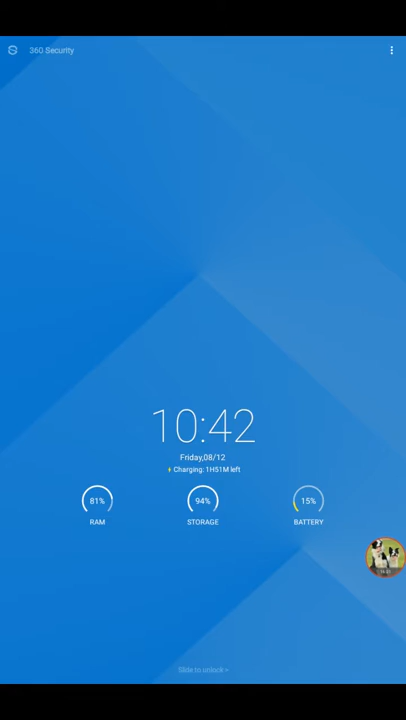 360 Security
10:42
Friday,08/12
Charging: 1H51M left
81%
94%
15%
RAM
STORAGE
BATTERY
Slide to unlock >